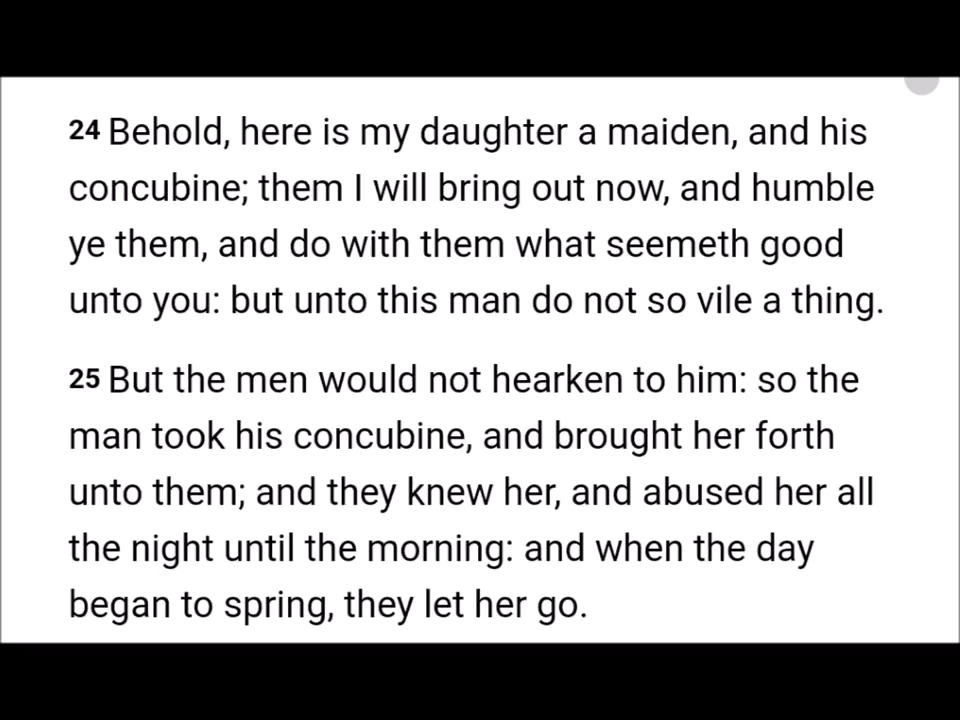 24 Behold, here is my daughter a maiden, and his
concubine; them I will bring out now, and humble
ye them, and do with them what seemeth good
unto you: but unto this man do not so vile a thing.
25 But the men would not hearken to him: so the
man took his concubine, and brought her forth
unto them; and they knew her, and abused her all
the night until the morning: and when the day
began to spring, they let her go.